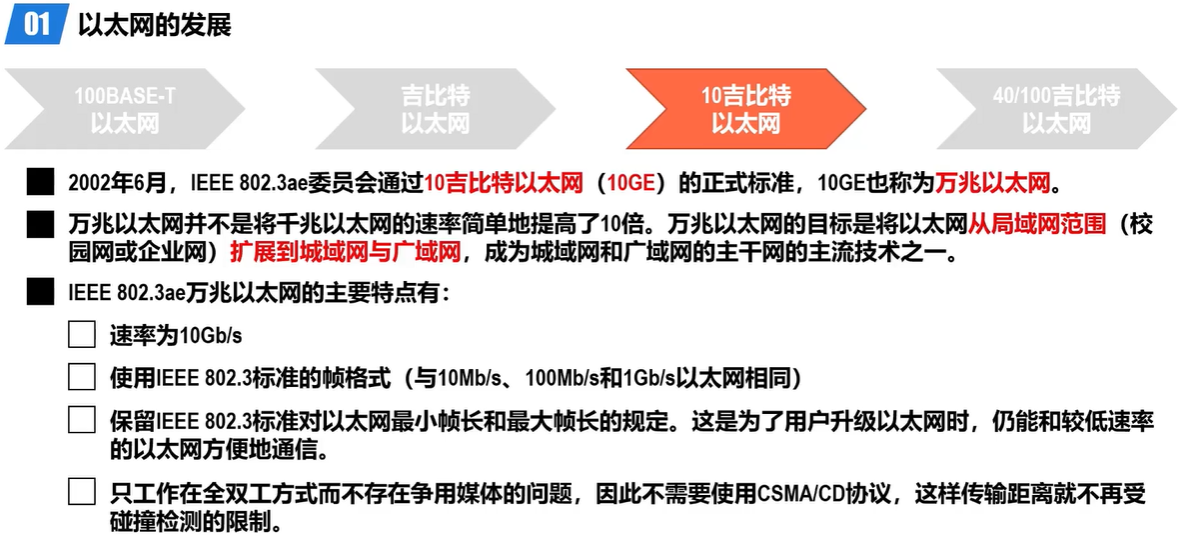 01 以太网的发展
100BASE-T
以太网
吉比特
以太网
10吉比特
以太网
40/100吉比特
以太网
2002年6月，IEEE 802.3ae委员会通过10吉比特以太网（10GE）的正式标准，10GE也称为万兆以太网。
万兆以太网并不是将千兆以太网的速率简单地提高了10倍。万兆以太网的目标是将以太网从局域网范围（校
园网或企业网）扩展到城域网与广域网，成为城域网和广域网的主干网的主流技术之一。
IEEE 802.3ae万兆以太网的主要特点有：
速率为10Gb/s
使用IEEE 802.3标准的帧格式（与10Mb/s、100Mb/s和1Gb/s以太网相同）
保留IEEE 802.3标准对以太网最小帧长和最大帧长的规定。这是为了用户升级以太网时，仍能和较低速率
的以太网方便地通信。
只工作在全双工方式而不存在争用媒体的问题，因此不需要使用CSMA/CD协议，这样传输距离就不再受
碰撞检测的限制。